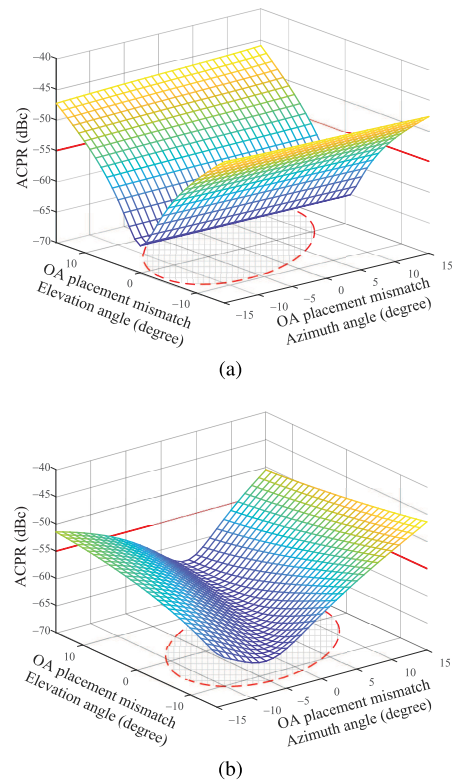 −40
−45
−50
−55
−60
−65
−70
ACPR (dBc)
10
0
−10
OA placement mismatch
Elevation angle (degree)
−15
−10
−5
0
5
10
15
OA placement mismatch
Azimuth angle (degree)
(a)
−40
−45
−50
−55
−60
−65
−70
ACPR (dBc)
10
0
−10
OA placement mismatch
Elevation angle (degree)
−15
−10
−5
0
5
10
15
OA placement mismatch
Azimuth angle (degree)
(b)